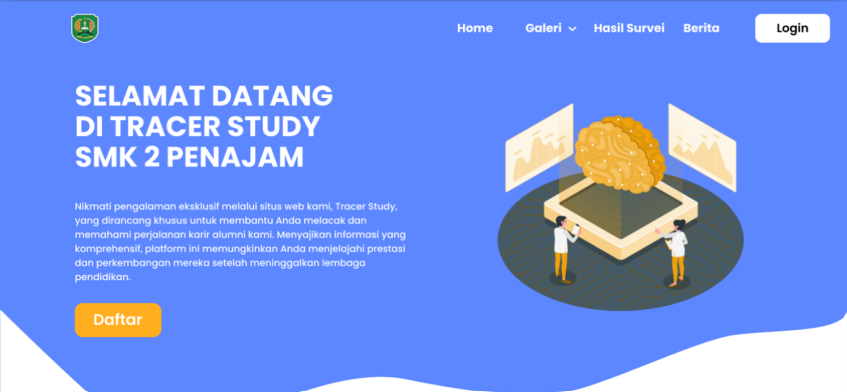 Home
Galeri
Hasil Survei
Berita
Login
SELAMAT DATANG
DI TRACER STUDY
SMK 2 PENAJAM
Nikmati pengalaman eksklusif melalui situs web kami, Tracer Study,
yang dirancang khusus untuk membantu Anda melacak dan
memahami perjalanan karir alumni kami. Menyajikan informasi yang
komprehensif, platform ini memungkinkan Anda menjelajahi prestasi
dan perkembangan mereka setelah meninggalkan lembaga
pendidikan.
Daftar